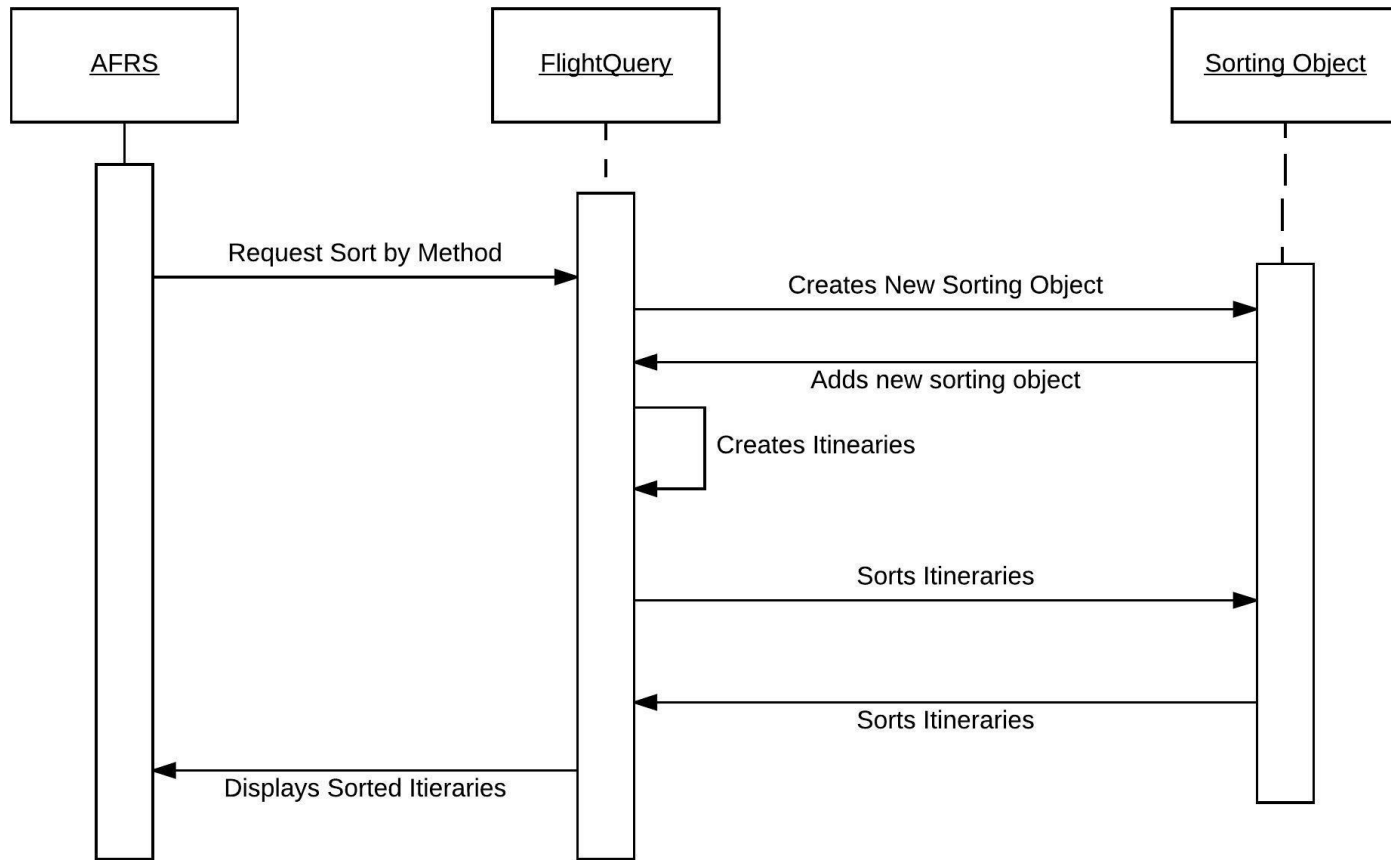 AFRS
FlightQuery
Sorting Object
Request Sort by Method
Creates New Sorting Object
Adds new sorting object
Creates Itinearies
Sorts Itineraries
Sorts Itineraries
Displays Sorted Itieraries